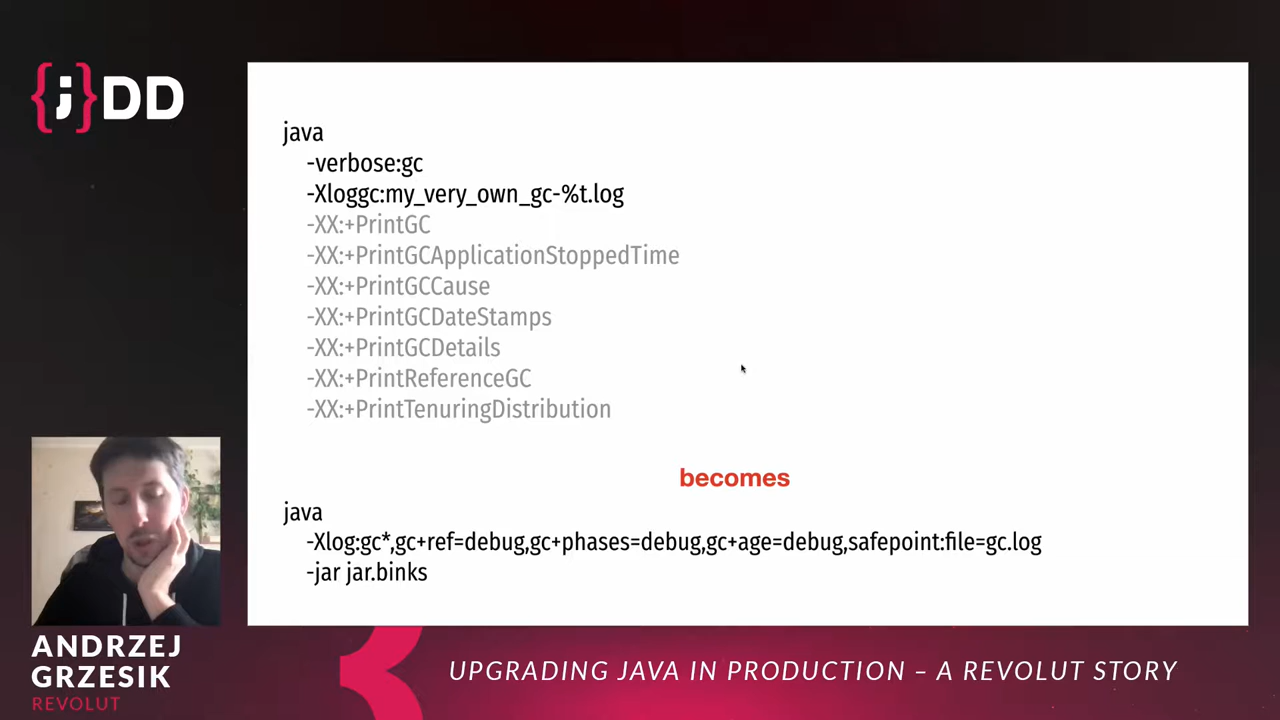 {;}DD
java
-verbose:gc
-Xloggc:my_very_own_gc-%t.log
-XX:+PrintGC
-XX:+PrintGCApplicationStoppedTime
-XX:+PrintGCCause
-XX:+PrintGCDateStamps
-XX:+PrintGCDetails
-XX:+PrintReferenceGC
-XX:+PrintTenuringDistribution
becomes
java
-Xlog:gc*,gc+ref=debug,gc+phases=debug,gc+age=debug,safepoint:file=gc.log
-jar jar.binks
ANDRZEJ
GRZESIK
REVOLUT
UPGRADING JAVA IN PRODUCTION – A REVOLUT STORY